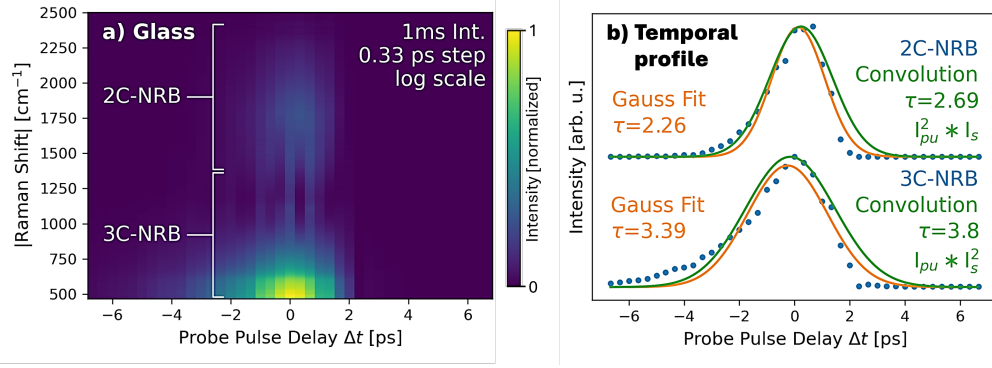 a) Glass
1ms Int.
0.33 ps step
log scale
2C-NRB
3C-NRB
2500
2250
2000
1750
1500
1250
1000
750
500
|Raman Shift| [cm⁻¹]
−6 −4 −2 0 2 4 6
Probe Pulse Delay Δt [ps]
1
0
Intensity [normalized]
b) Temporal
profile
2C-NRB
Convolution
τ=2.69
I²ₚᵤ ∗ Iₛ
Gauss Fit
τ=2.26
3C-NRB
Convolution
τ=3.8
Iₚᵤ ∗ I²ₛ
Gauss Fit
τ=3.39
Intensity [arb. u.]
−6 −4 −2 0 2 4 6
Probe Pulse Delay Δt [ps]